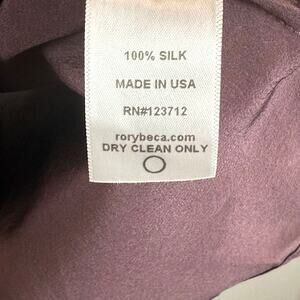 100% SILK
MADE IN USA
RN#123712
rorybeca.com
DRY CLEAN ONLY